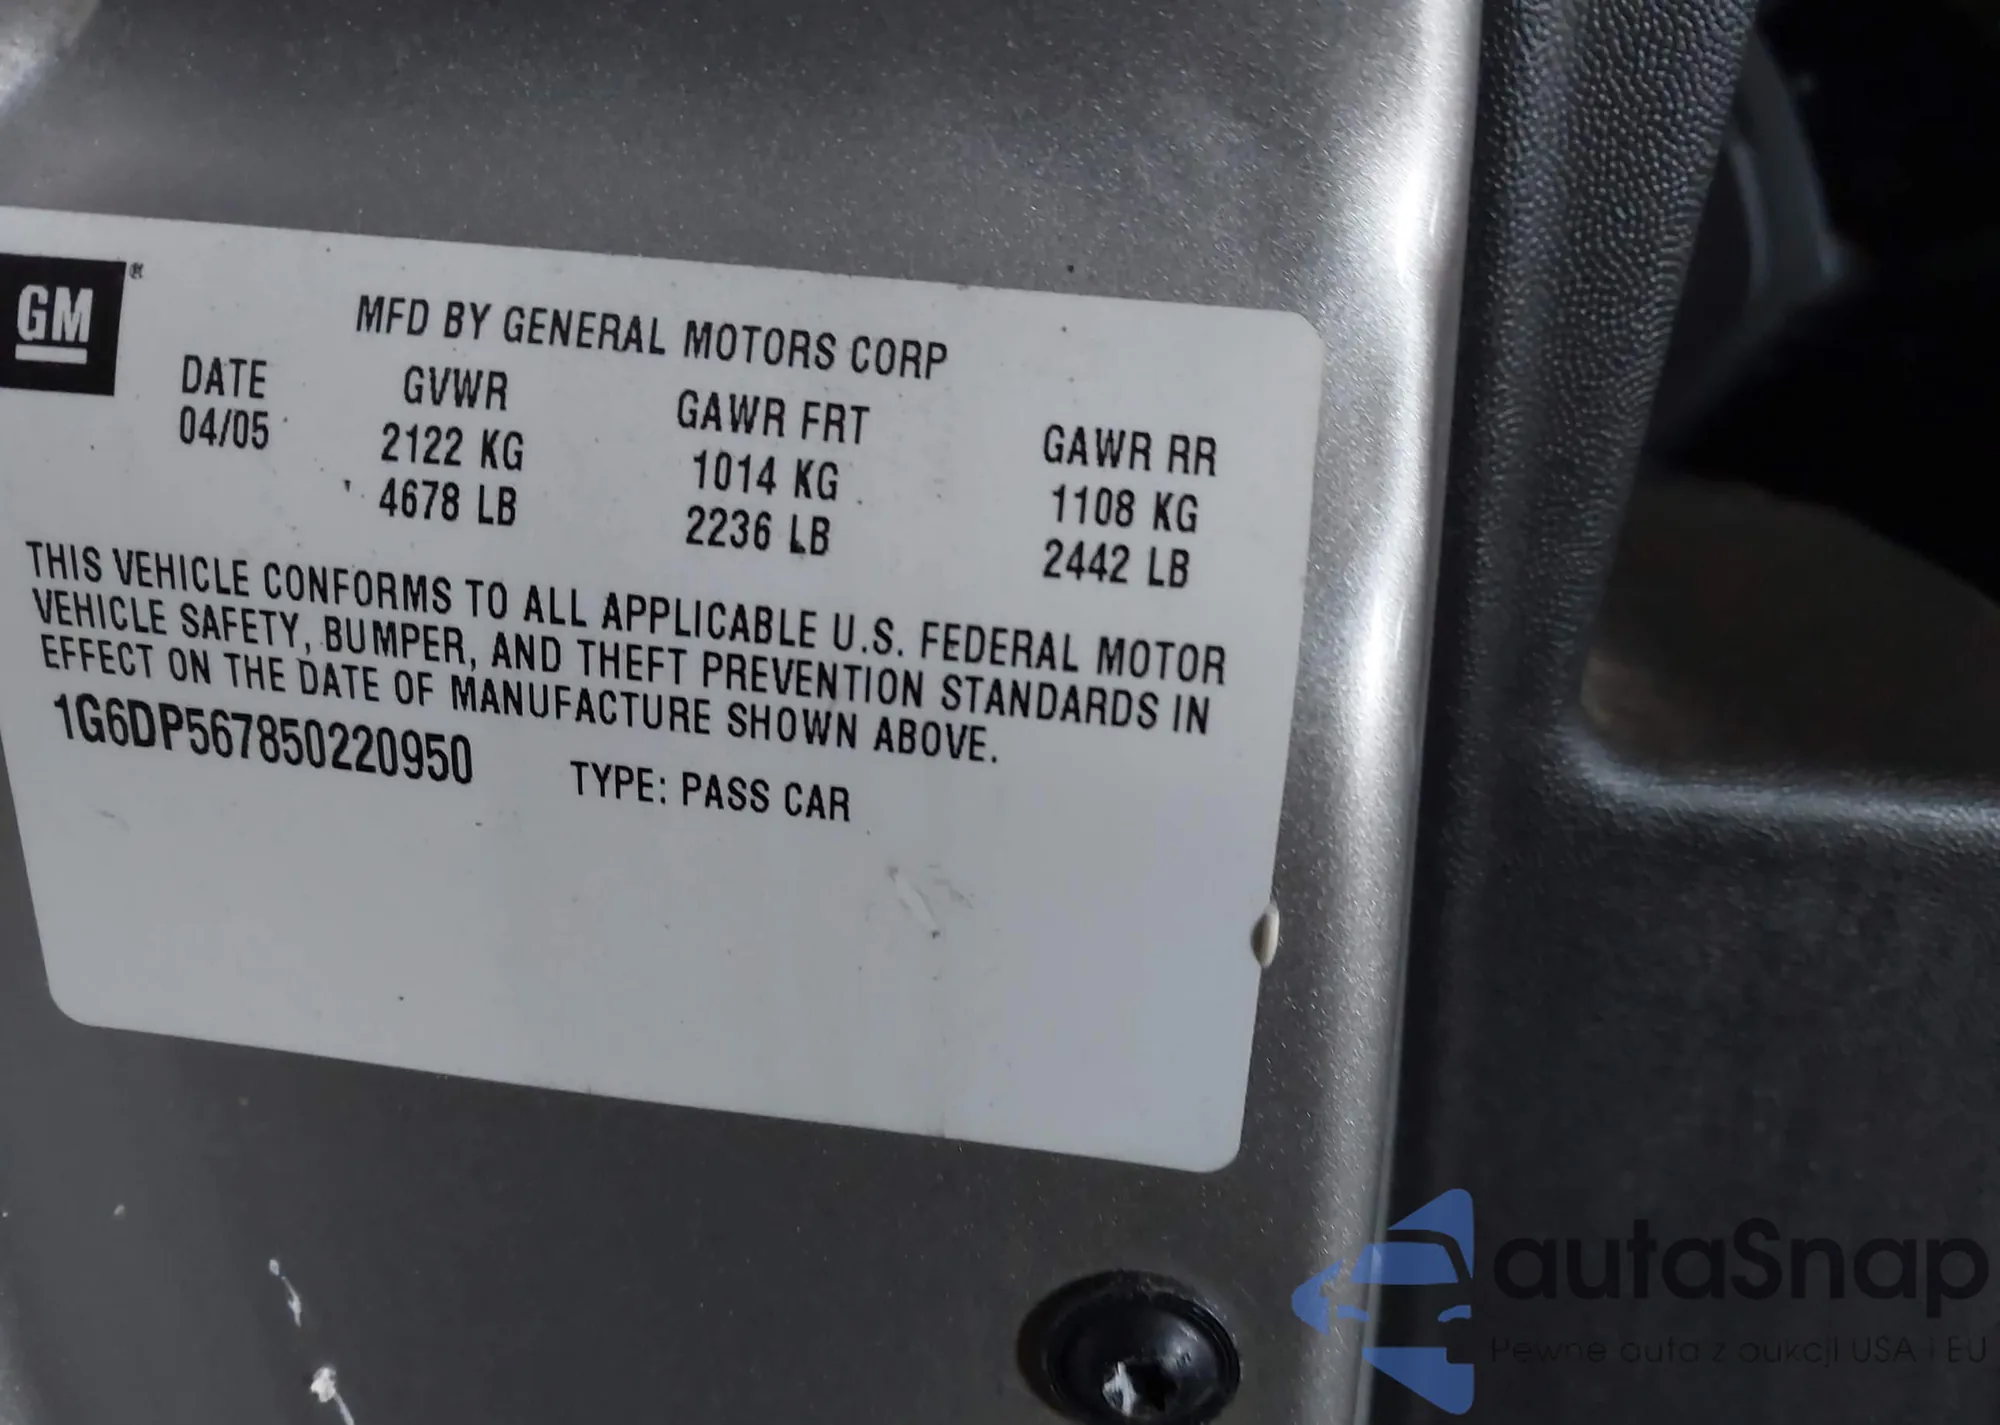 GM®
MFD BY GENERAL MOTORS CORP
DATE GVWR GAWR FRT GAWR RR
04/05 2122 KG 1014 KG 1108 KG
4678 LB 2236 LB 2442 LB
THIS VEHICLE CONFORMS TO ALL APPLICABLE U.S. FEDERAL MOTOR
VEHICLE SAFETY, BUMPER, AND THEFT PREVENTION STANDARDS IN
EFFECT ON THE DATE OF MANUFACTURE SHOWN ABOVE.
1G6DP567850220950 TYPE: PASS CAR
autaSnap
Pewne auta z aukcji USA i EU